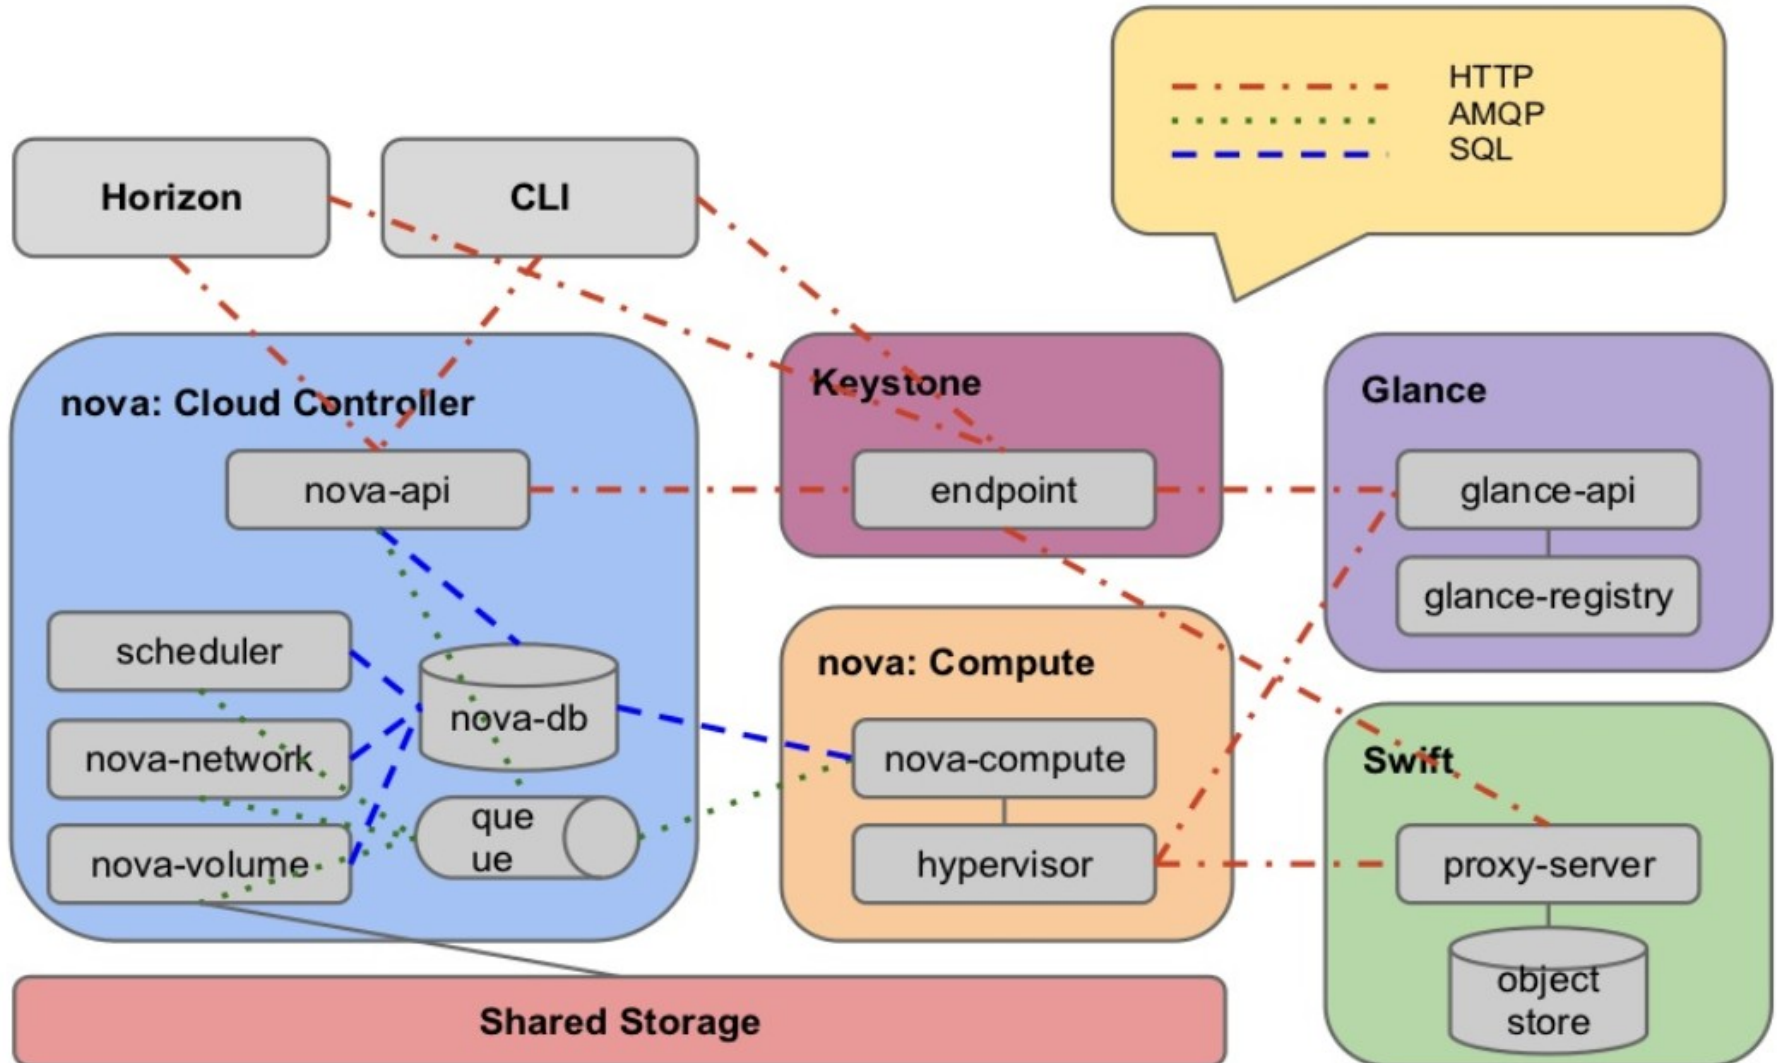 HTTP
AMQP
SQL
Horizon
CLI
nova: Cloud Controller
nova-api
scheduler
nova-network
nova-volume
nova-db
que
ue
Keystone
endpoint
nova: Compute
nova-compute
hypervisor
Glance
glance-api
glance-registry
Swift
proxy-server
object
store
Shared Storage